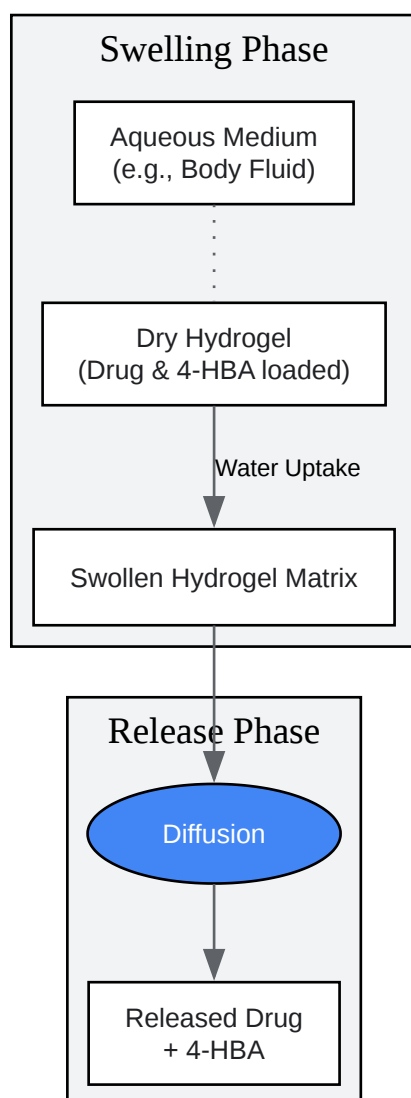 Swelling Phase
Aqueous Medium
(e.g., Body Fluid)
Dry Hydrogel
(Drug & 4-HBA loaded)
Water Uptake
Swollen Hydrogel Matrix
Release Phase
Diffusion
Released Drug
+ 4-HBA